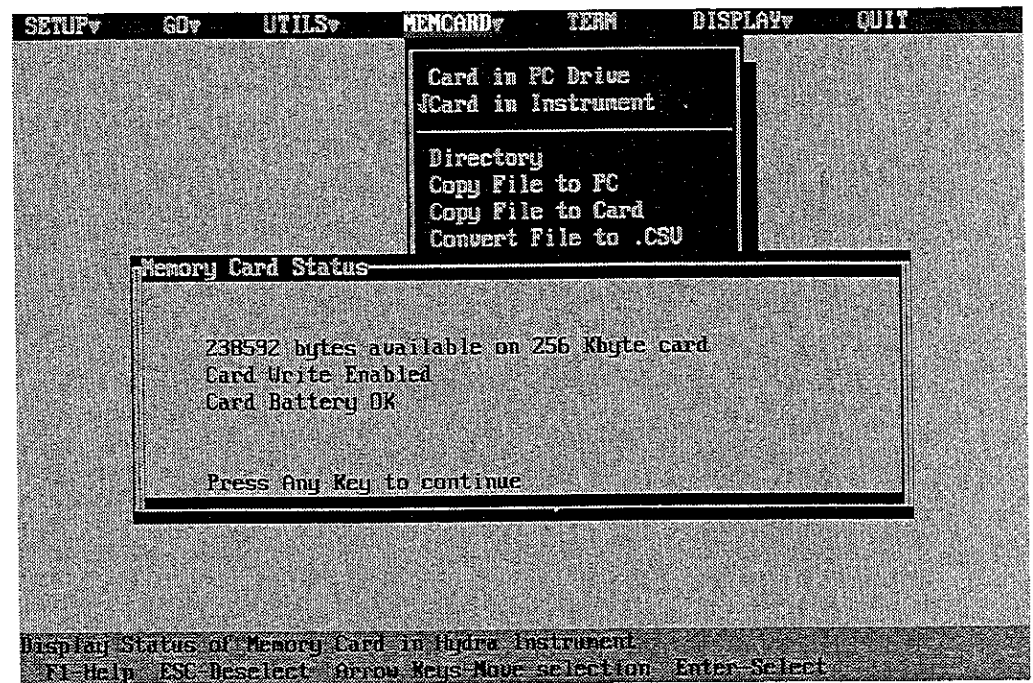 SETUP▼ GO▼ UTILS▼ MEMCARD▼ TERM DISPLAY▼ QUIT
Card in PC Drive
√Card in Instrument
Directory
Copy File to PC
Copy File to Card
Convert File to .CSV
Memory Card Status
238592 bytes available on 256 Kbyte card
Card Write Enabled
Card Battery OK
Press Any Key to continue
Display Status of Memory Card in Hydra Instrument
F1-Help ESC-Deselect Arrow Keys-Move selection Enter-Select